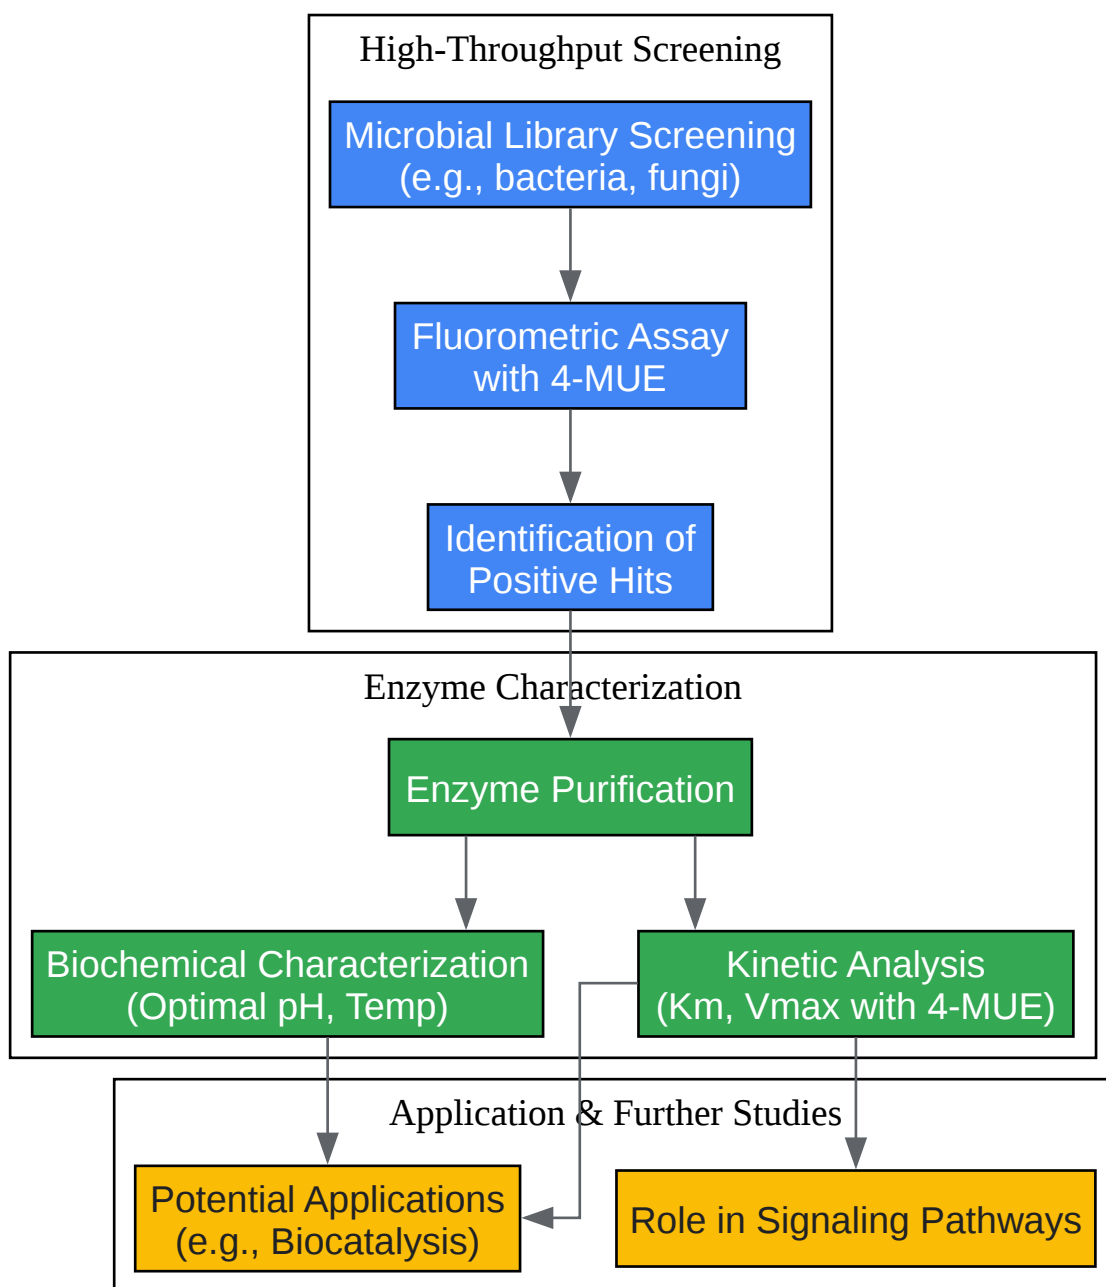 High-Throughput Screening
Microbial Library Screening
(e.g., bacteria, fungi)
Fluorometric Assay
with 4-MUE
Identification of
Positive Hits
Enzyme Characterization
Enzyme Purification
Biochemical Characterization
(Optimal pH, Temp)
Kinetic Analysis
(Km, Vmax with 4-MUE)
Application & Further Studies
Potential Applications
(e.g., Biocatalysis)
Role in Signaling Pathways